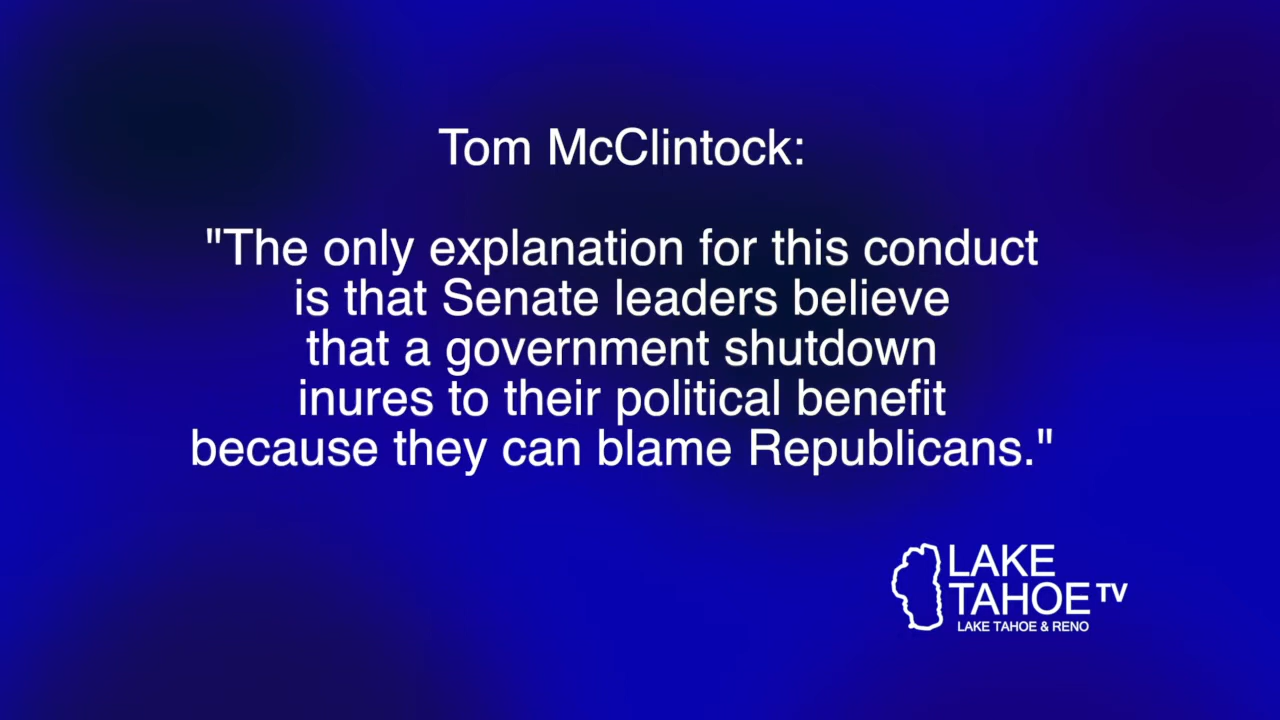 Tom McClintock:
"The only explanation for this conduct
is that Senate leaders believe
that a government shutdown
inures to their political benefit
because they can blame Republicans."
LAKE
TAHOE TV
LAKE TAHOE & RENO